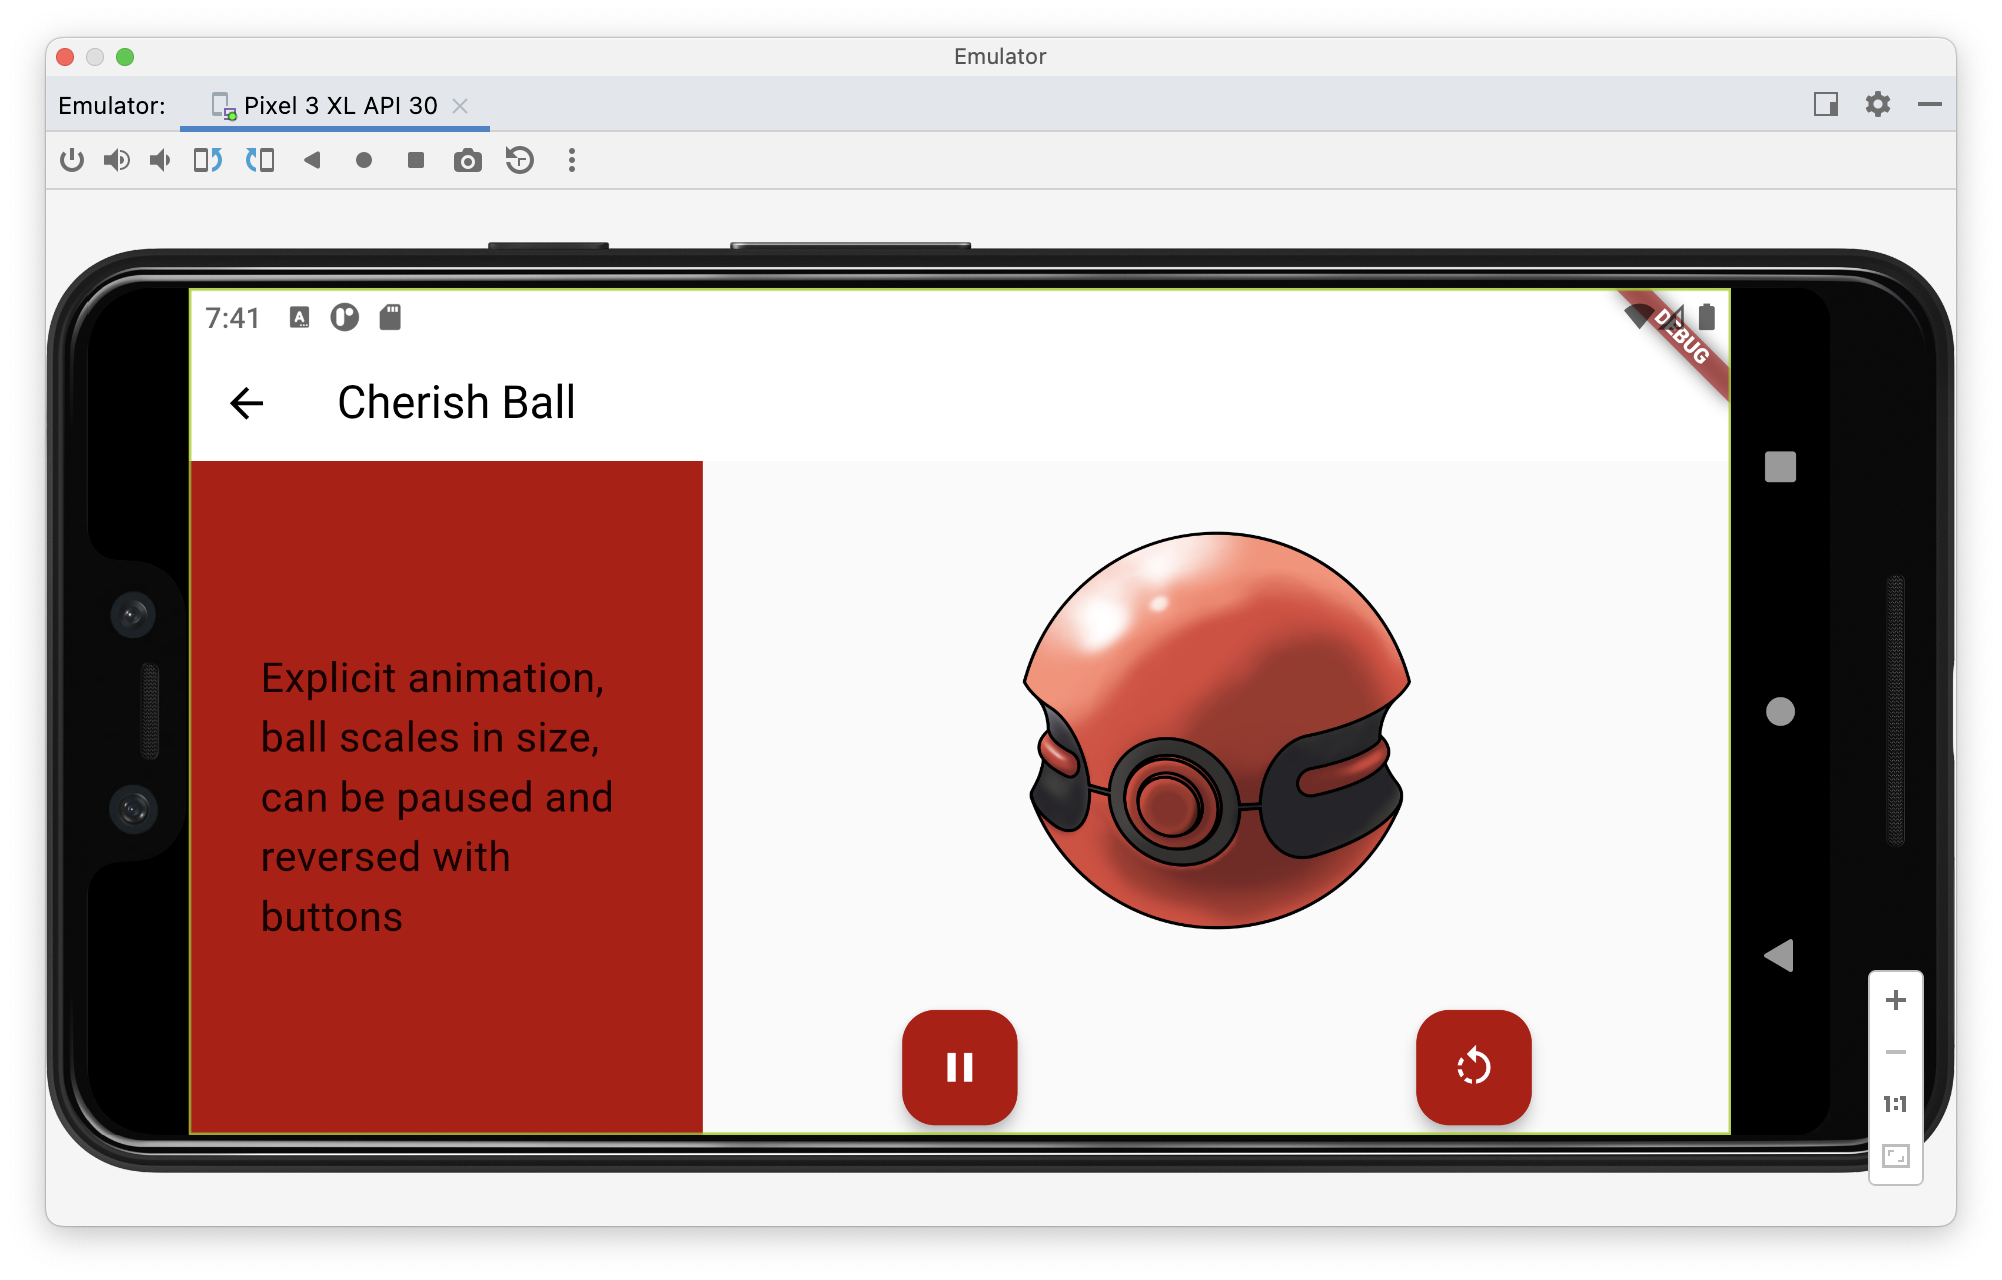 Emulator
Emulator: Pixel 3 XL API 30
7:41 A
DEBUG
Cherish Ball
Explicit animation,
ball scales in size,
can be paused and
reversed with
buttons
1:1